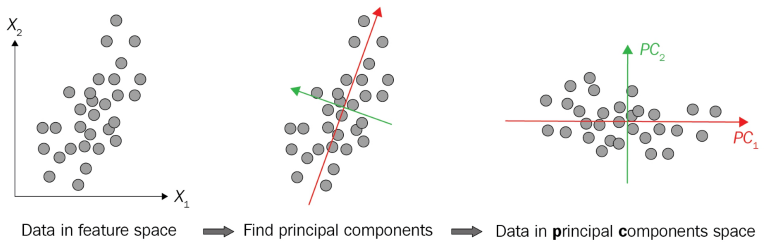 X2
X1
PC2
PC1
Data in feature space
Find principal components
Data in principal components space